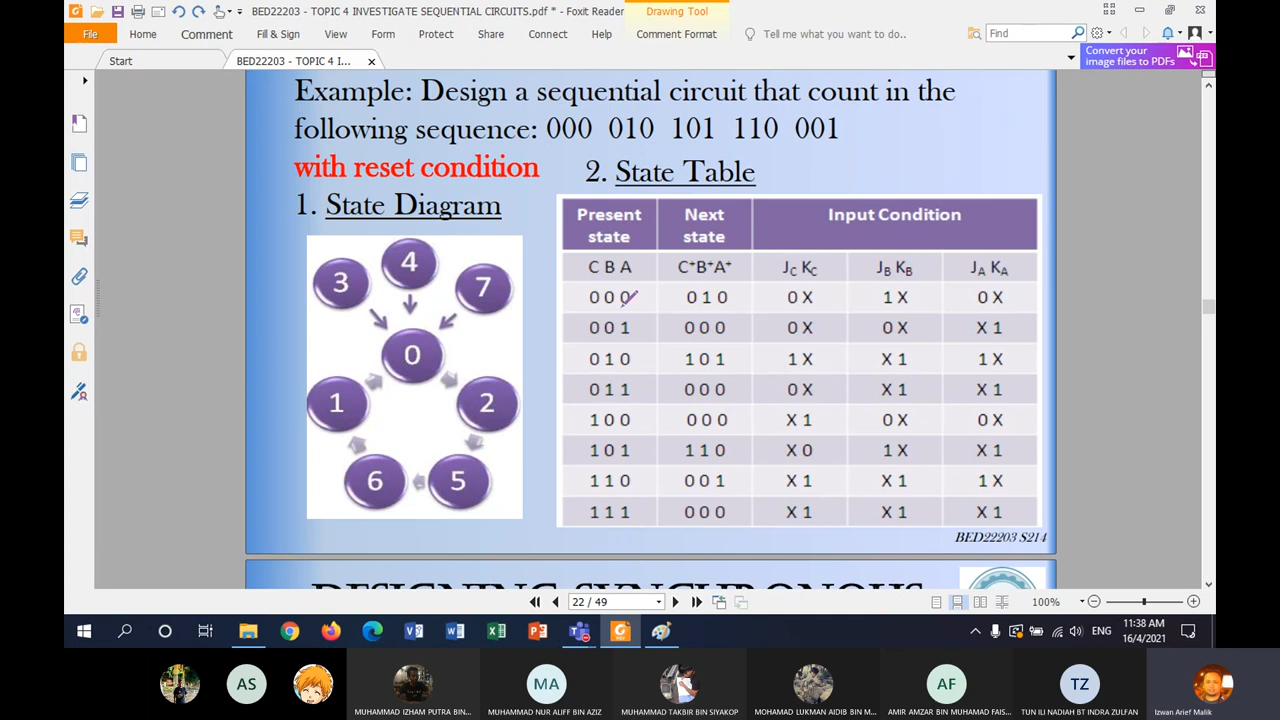 BED22203 - TOPIC 4 INVESTIGATE SEQUENTIAL CIRCUITS.pdf * - Foxit Reader
Drawing Tool
File Home Comment Fill & Sign View Form Protect Share Connect Help Comment Format Tell me what you want to do.. Find
Start BED22203 - TOPIC 4 I... Convert your
image files to PDFs
Example: Design a sequential circuit that count in the
following sequence: 000 010 101 110 001
with reset condition
2. State Table
1. State Diagram
3 4 7
0
1 2
6 5
Present state Next state Input Condition
C B A C⁺B⁺A⁺ J_C K_C J_B K_B J_A K_A
0 0 0 0 1 0 0 X 1 X 0 X
0 0 1 0 0 0 0 X 0 X X 1
0 1 0 1 0 1 1 X X 1 1 X
0 1 1 0 0 0 0 X X 1 X 1
1 0 0 0 0 0 X 1 0 X 0 X
1 0 1 1 1 0 X 0 1 X X 1
1 1 0 0 0 1 X 1 X 1 1 X
1 1 1 0 0 0 X 1 X 1 X 1
BED22203 S214
DESIGNING SYNCHRONOUS
22 / 49 100%
11:38 AM
ENG
16/4/2021
AS MA AF TZ
MUHAMMAD IZHAM PUTRA BIN... MUHAMMAD NUR ALIFF BIN AZIZ MUHAMMAD TAKBIR BIN SIYAKOP MOHAMAD LUKMAN AIDIB BIN M... AMIR AMZAR BIN MUHAMAD FAIS... TUN ILI NADIAH BT INDRA ZULFAN Izwan Arief Malik